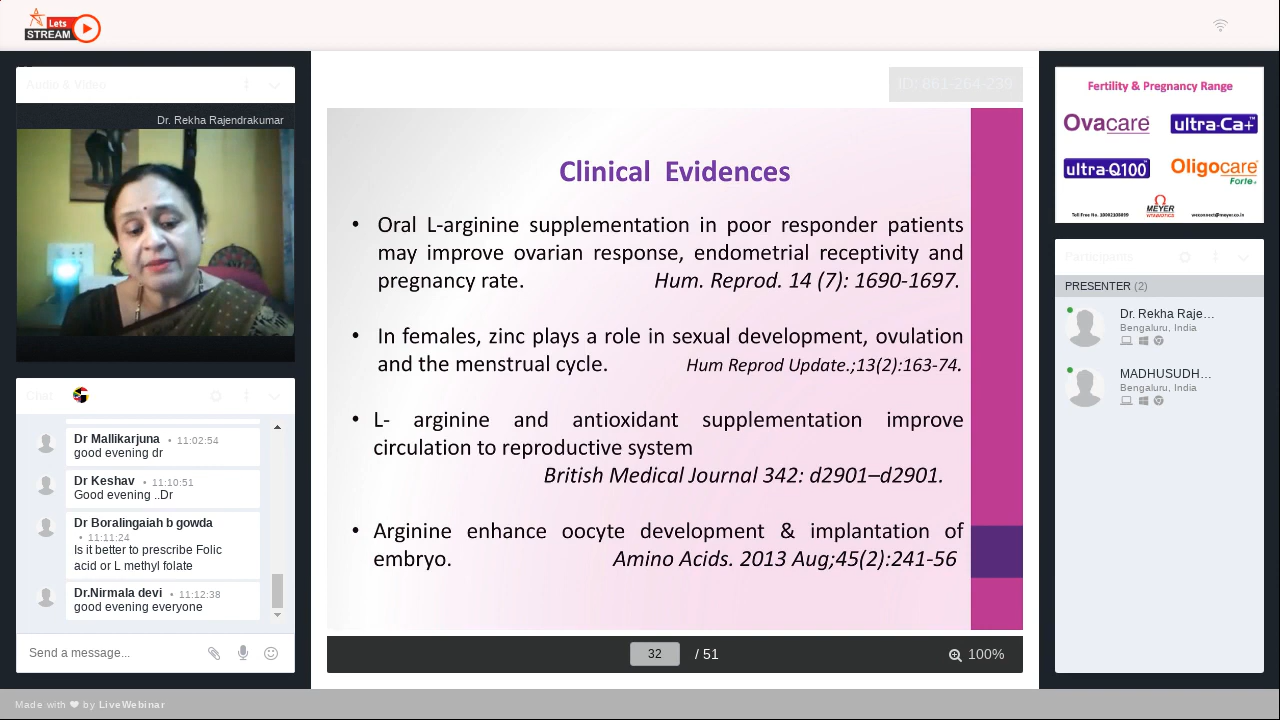 Lets
STREAM
Audio & Video
Dr. Rekha Rajendrakumar
Chat
Dr Mallikarjuna • 11:02:54
good evening dr
Dr Keshav • 11:10:51
Good evening ..Dr
Dr Boralingaiah b gowda
• 11:11:24
Is it better to prescribe Folic
acid or L methyl folate
Dr.Nirmala devi • 11:12:38
good evening everyone
Send a message...
ID: 861-264-239
Clinical Evidences
• Oral L-arginine supplementation in poor responder patients
may improve ovarian response, endometrial receptivity and
pregnancy rate. Hum. Reprod. 14 (7): 1690-1697.
• In females, zinc plays a role in sexual development, ovulation
and the menstrual cycle. Hum Reprod Update.;13(2):163-74.
• L- arginine and antioxidant supplementation improve
circulation to reproductive system
British Medical Journal 342: d2901–d2901.
• Arginine enhance oocyte development & implantation of
embryo. Amino Acids. 2013 Aug;45(2):241-56
32 / 51
100%
Fertility & Pregnancy Range
Ovacare
ultra-Ca+
ultra-Q100
Oligocare
Forte+
MEYER
VITABIOTICS
weconnect@meyer.co.in
Participants
PRESENTER (2)
Dr. Rekha Raje...
Bengaluru, India
MADHUSUDH...
Bengaluru, India
Made with ❤ by LiveWebinar